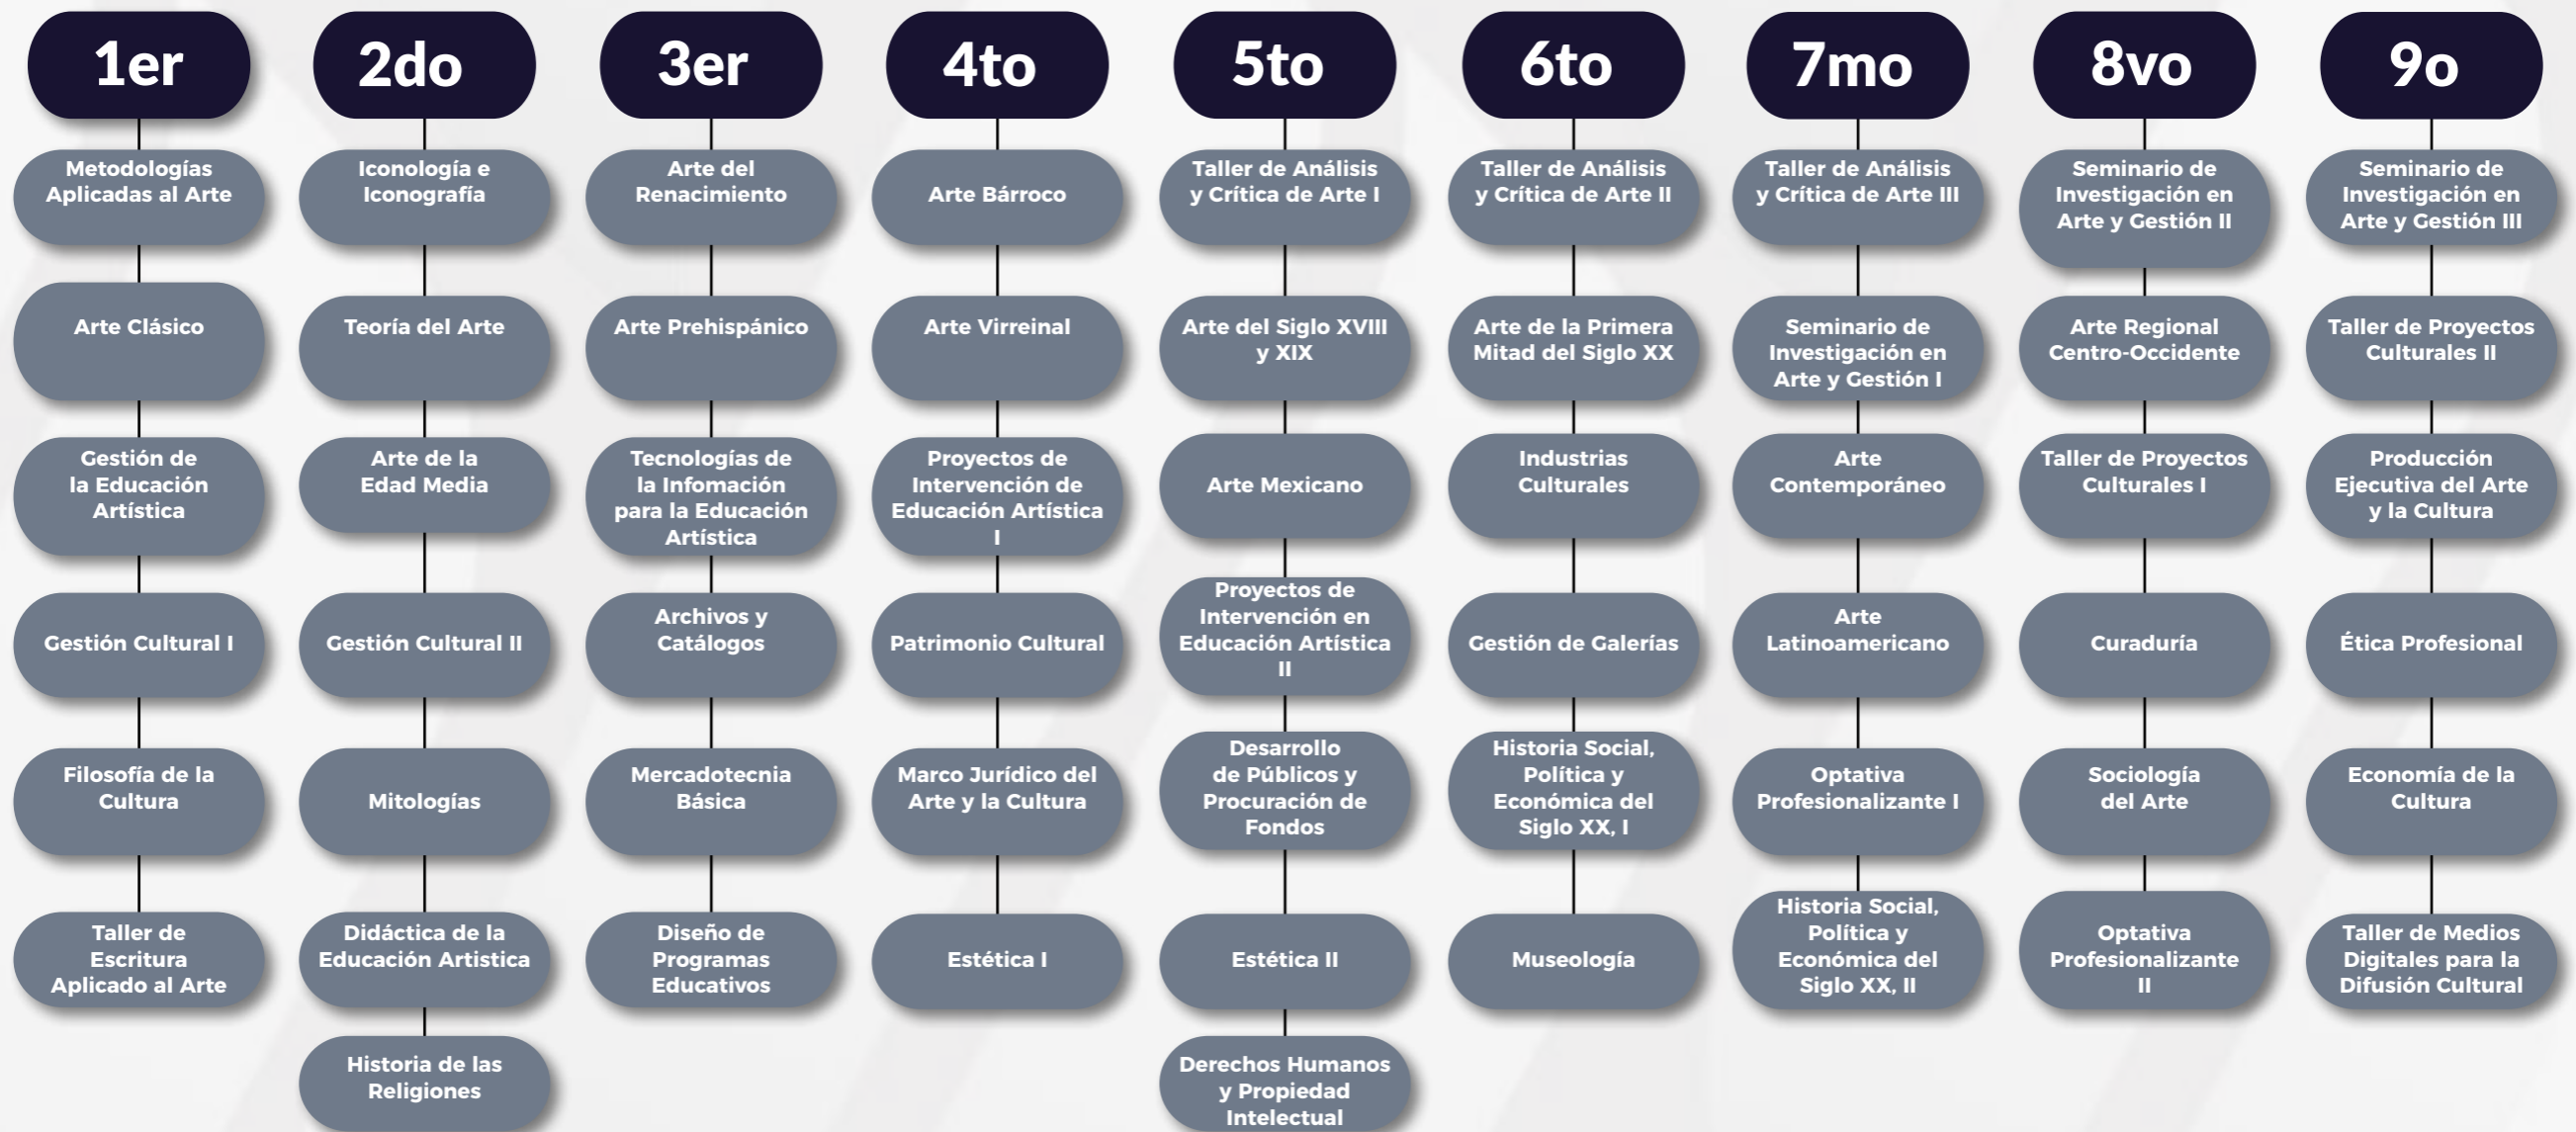 1er
Metodologías
Aplicadas al Arte
Arte Clásico
Gestión de
la Educación
Artística
Gestión Cultural I
Filosofía de la
Cultura
Taller de
Escritura
Aplicado al Arte
2do
Iconología e
Iconografía
Teoría del Arte
Arte de la
Edad Media
Gestión Cultural II
Mitologías
Didáctica de la
Educación Artistica
Historia de las
Religiones
3er
Arte del
Renacimiento
Arte Prehispánico
Tecnologías de
la Infomación
para la Educación
Artística
Archivos y
Catálogos
Mercadotecnia
Básica
Diseño de
Programas
Educativos
4to
Arte Bárroco
Arte Virreinal
Proyectos de
Intervención de
Educación Artística
I
Patrimonio Cultural
Marco Jurídico del
Arte y la Cultura
Estética I
5to
Taller de Análisis
y Crítica de Arte I
Arte del Siglo XVIII
y XIX
Arte Mexicano
Proyectos de
Intervención en
Educación Artística
II
Desarrollo
de Públicos y
Procuración de
Fondos
Estética II
Derechos Humanos
y Propiedad
Intelectual
6to
Taller de Análisis
y Crítica de Arte II
Arte de la Primera
Mitad del Siglo XX
Industrias
Culturales
Gestión de Galerías
Historia Social,
Política y
Económica del
Siglo XX, I
Museología
7mo
Taller de Análisis
y Crítica de Arte III
Seminario de
Investigación en
Arte y Gestión I
Arte
Contemporáneo
Arte
Latinoamericano
Optativa
Profesionalizante I
Historia Social,
Política y
Económica del
Siglo XX, II
8vo
Seminario de
Investigación en
Arte y Gestión II
Arte Regional
Centro-Occidente
Taller de Proyectos
Culturales I
Curaduría
Sociología
del Arte
Optativa
Profesionalizante
II
9o
Seminario de
Investigación en
Arte y Gestión III
Taller de Proyectos
Culturales II
Producción
Ejecutiva del Arte
y la Cultura
Ética Profesional
Economía de la
Cultura
Taller de Medios
Digitales para la
Difusión Cultural